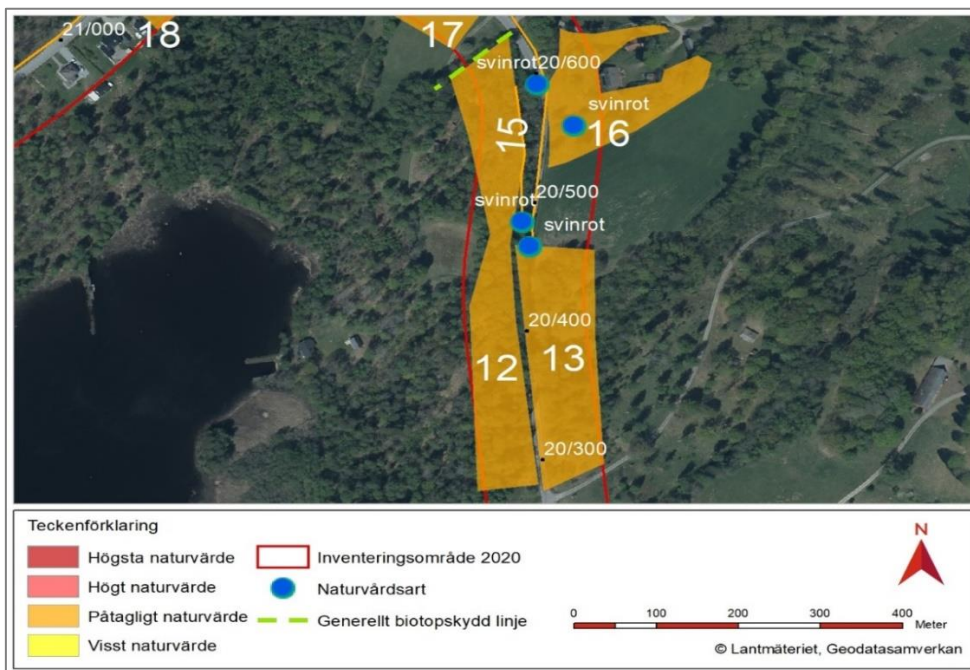 21/000
18
17
svinrot 20/600
svinrot
16
15
20/500
svinrot
svinrot
20/400
12
13
20/300
Teckenförklaring
Högsta naturvärde
Högt naturvärde
Påtagligt naturvärde
Visst naturvärde
Inventeringsområde 2020
Naturvårdsart
Generellt biotopskydd linje
N
0 100 200 300 400
Meter
© Lantmäteriet, Geodatasamverkan